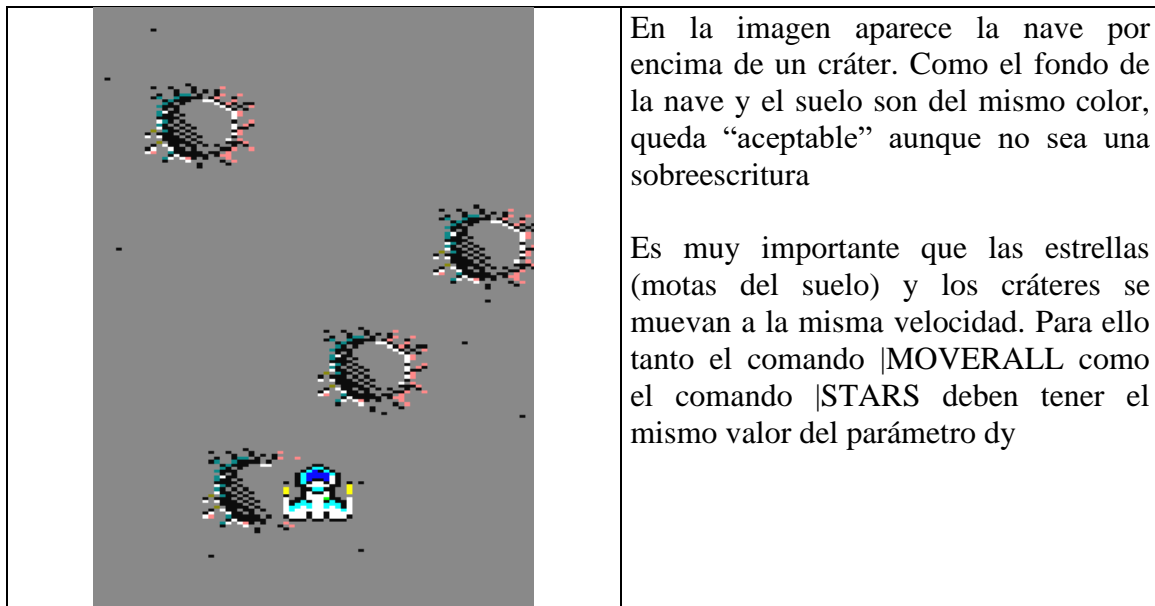 En la imagen aparece la nave por
encima de un cráter. Como el fondo de
la nave y el suelo son del mismo color,
queda “aceptable” aunque no sea una
sobreescritura
Es muy importante que las estrellas
(motas del suelo) y los cráteres se
muevan a la misma velocidad. Para ello
tanto el comando |MOVERALL como
el comando |STARS deben tener el
mismo valor del parámetro dy